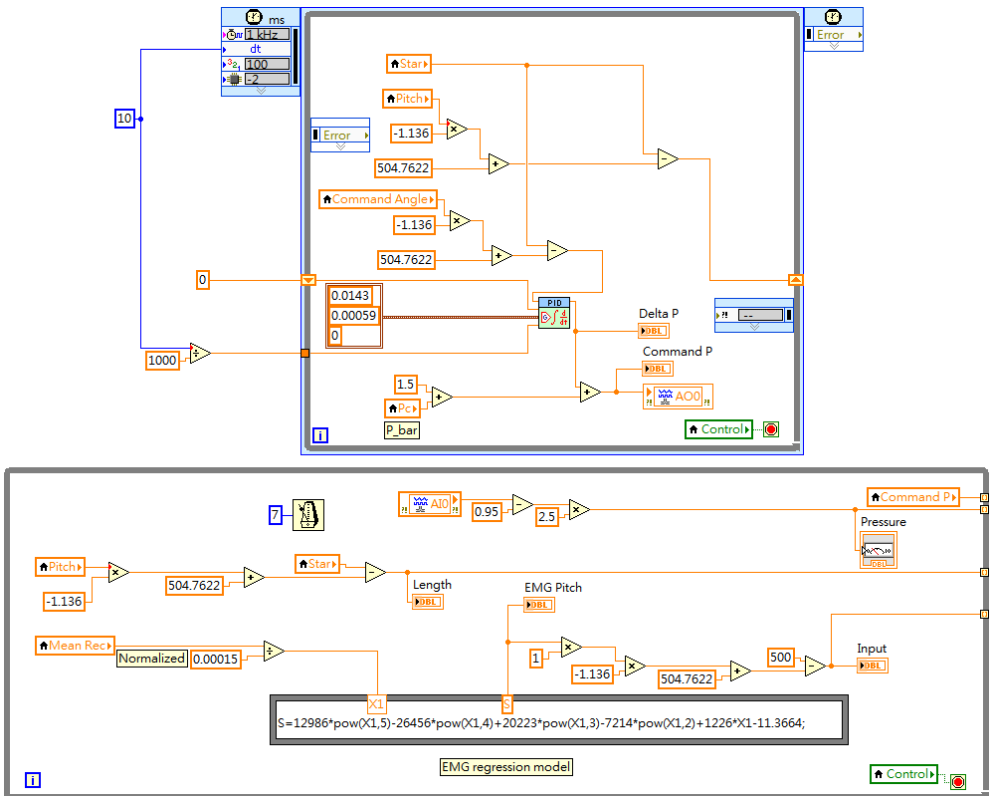 ms
1 kHz
dt
100
-2
Error
10
Star
Pitch
Error
-1.136
504.7622
Command Angle
-1.136
504.7622
0
0.0143
0.00059
0
PID
Delta P
DBL
Command P
DBL
--
1000
1.5
Pc
AO0
P_bar
i
Control
7
AI0
0.95
2.5
Command P
Pressure
DBL
Pitch
-1.136
504.7622
Star
Length
DBL
EMG Pitch
DBL
Mean Rec
Normalized
0.00015
1
-1.136
504.7622
500
Input
DBL
X1
S
S=12986*pow(X1,5)-26456*pow(X1,4)+20223*pow(X1,3)-7214*pow(X1,2)+1226*X1-11.3664;
EMG regression model
i
Control